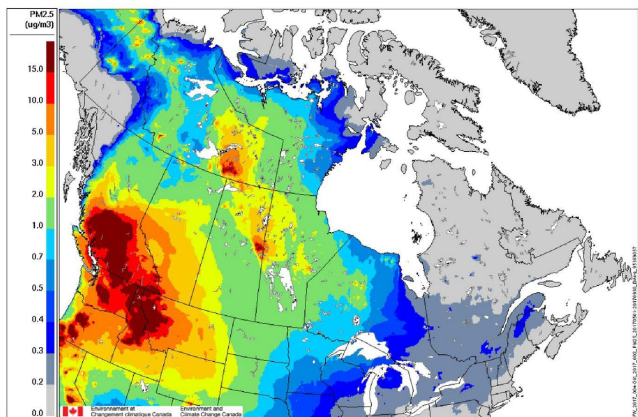 PM2.5
(ug/m3)
15.0
10.0
5.0
3.0
2.0
1.0
0.7
0.5
0.4
0.3
0.2
0.0
Environnement et
Changement climatique Canada
Environment and
Climate Change Canada